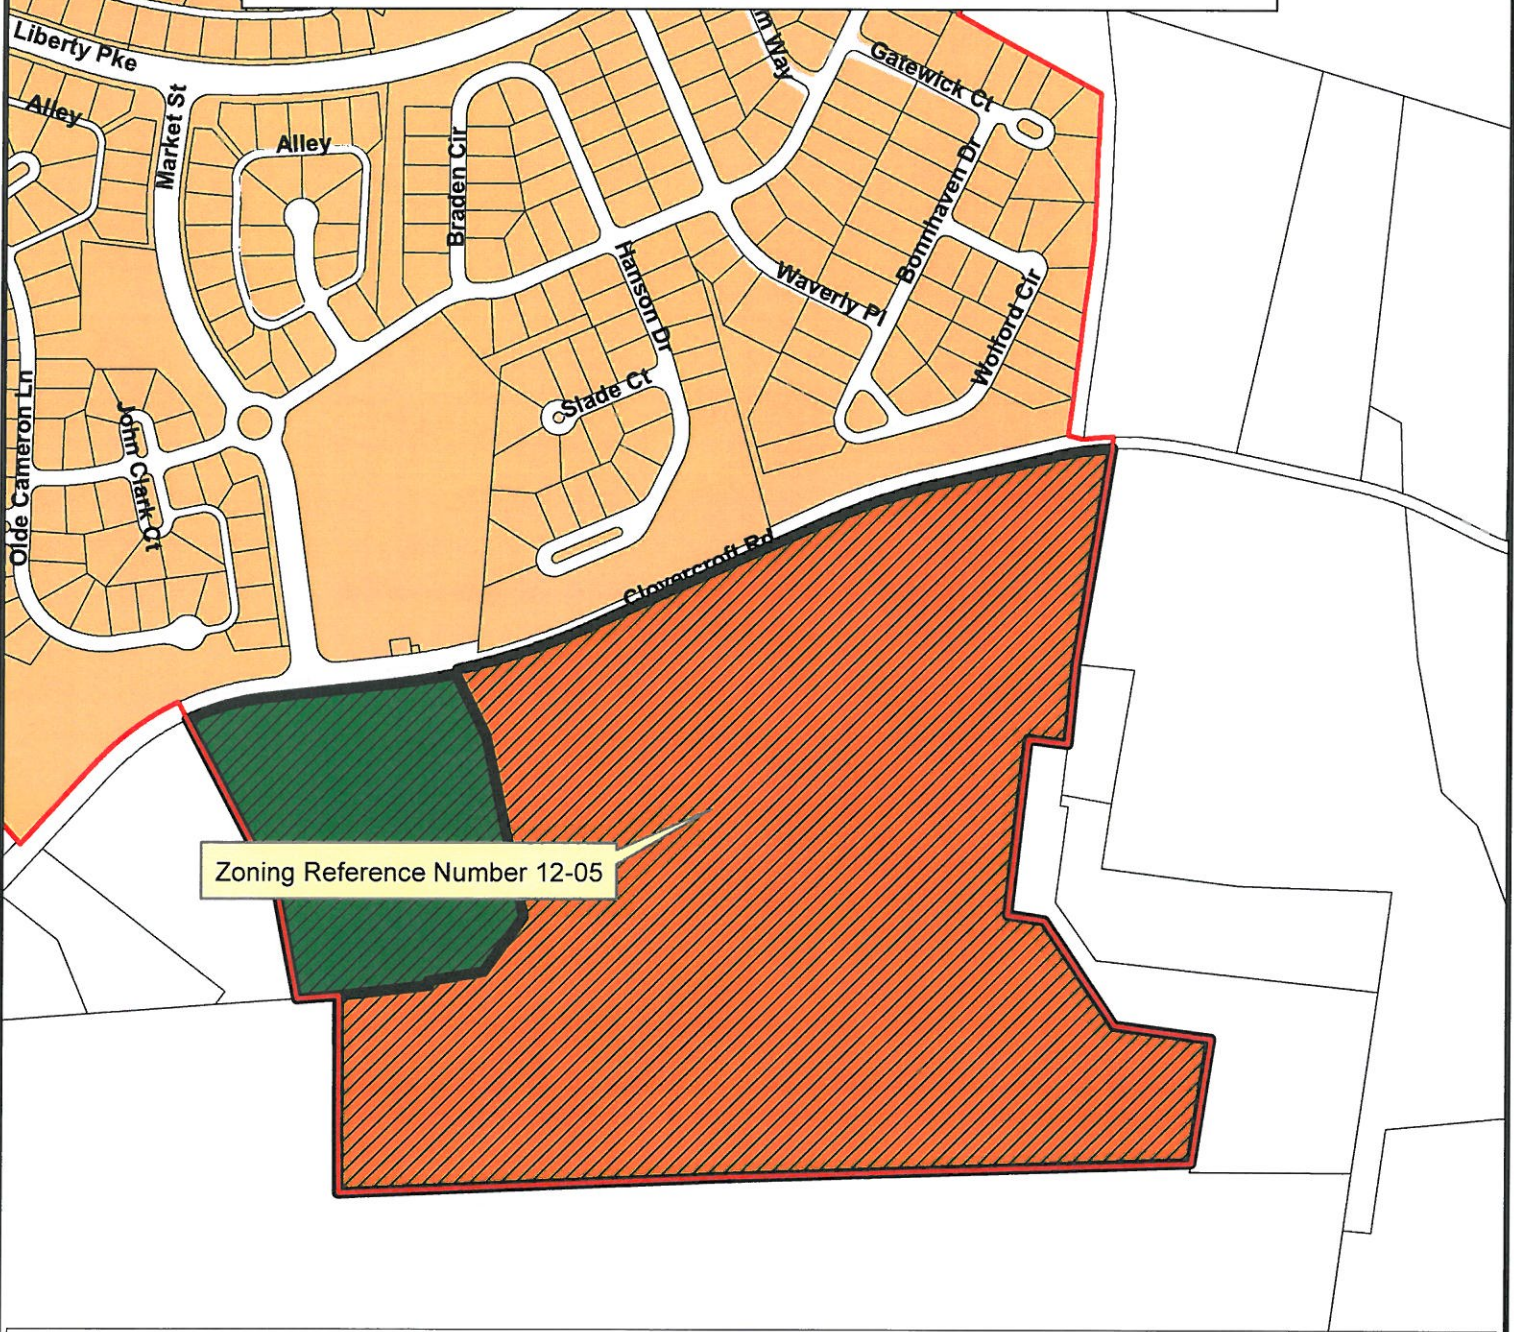 Liberty Pke
m Way
Gatewick Ct
Alley
Market St
Alley
Braden Cir
Bonnhaven Dr
Hanson Dr
Waverly Pl
Wolford Cir
Slade Ct
Olde Cameron Ln
John Clark Ct
Clovercroft Rd
Zoning Reference Number 12-05